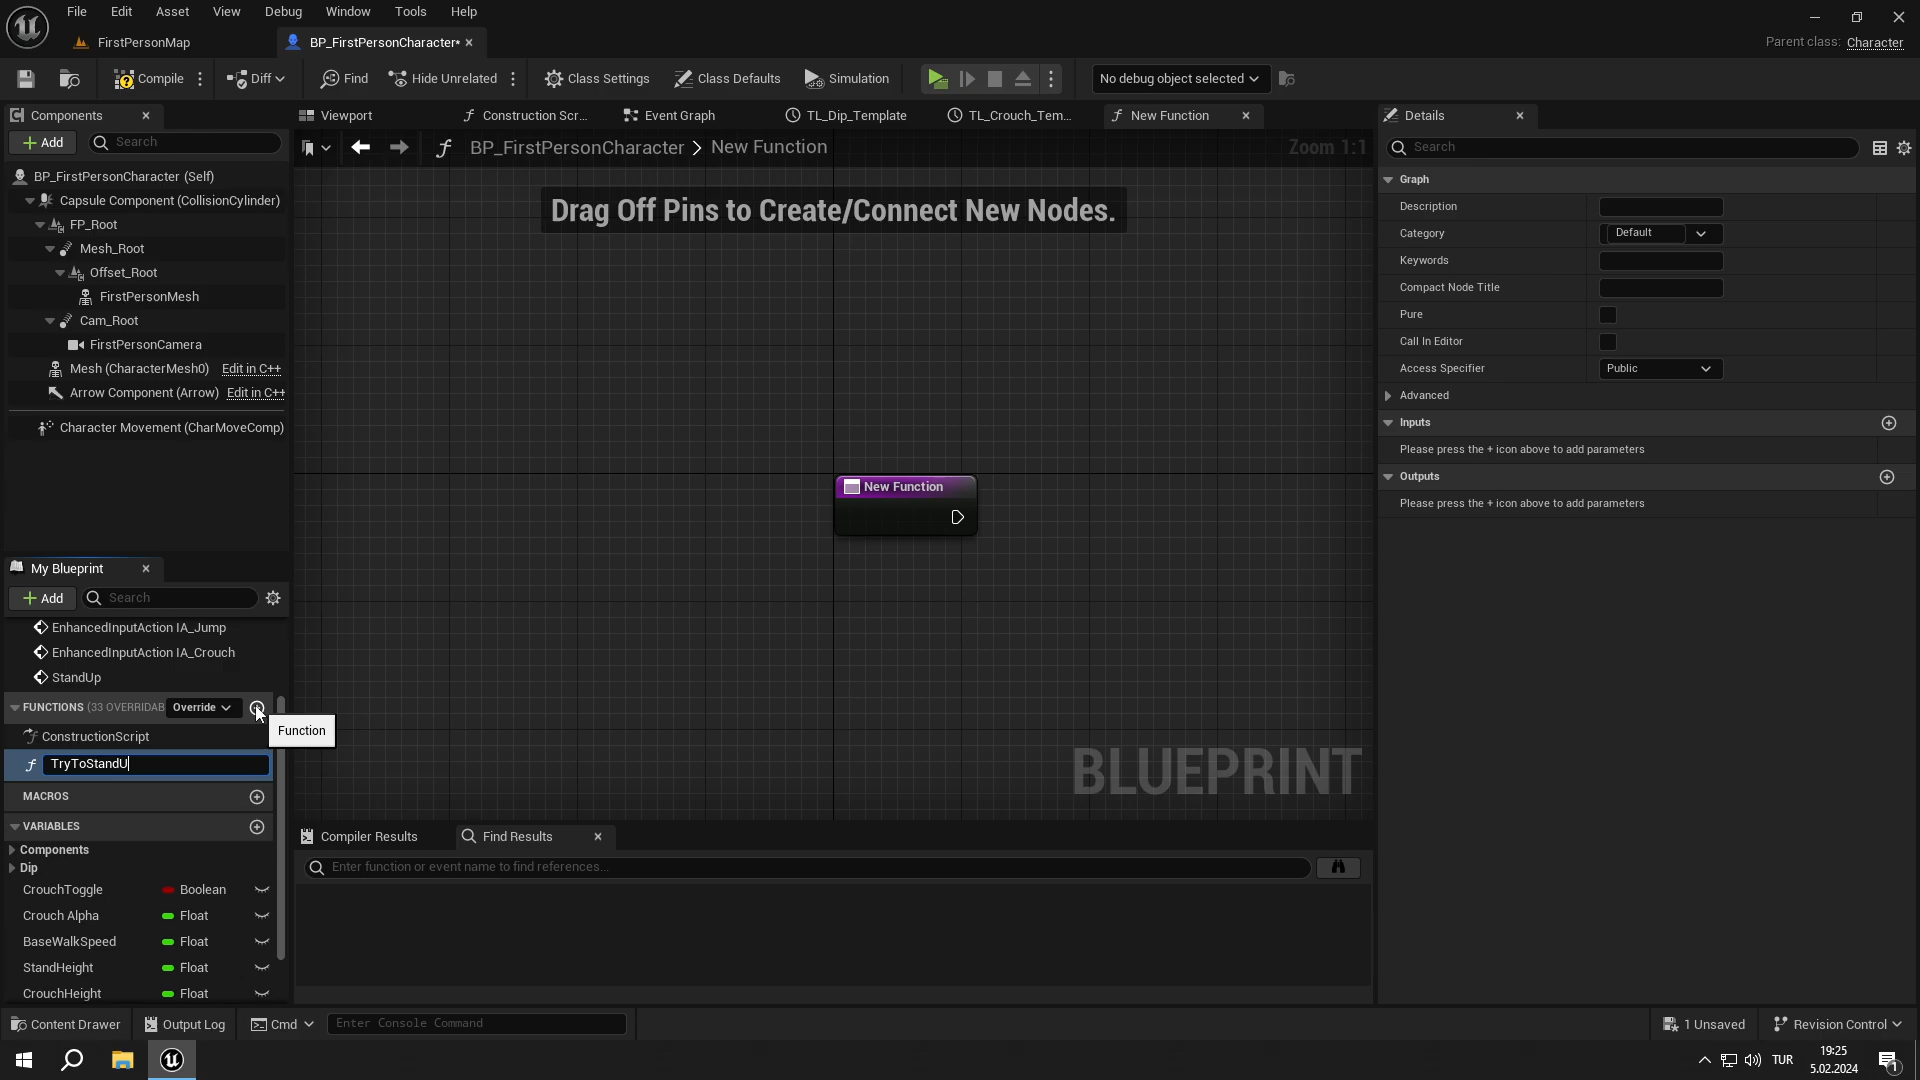 File Edit Asset View Debug Window Tools Help
FirstPersonMap
BP_FirstPersonCharacter*
Parent class: Character
Compile
Diff
Find
Hide Unrelated
Class Settings
Class Defaults
Simulation
No debug object selected
Components
Viewport
Construction Scr...
Event Graph
TL_Dip_Template
TL_Crouch_Tem...
New Function
Details
Add
Search
BP_FirstPersonCharacter > New Function
Zoom 1:1
Search
BP_FirstPersonCharacter (Self)
Capsule Component (CollisionCylinder)
FP_Root
Mesh_Root
Offset_Root
FirstPersonMesh
Cam_Root
FirstPersonCamera
Mesh (CharacterMesh0) Edit in C++
Arrow Component (Arrow) Edit in C++
Character Movement (CharMoveComp)
Drag Off Pins to Create/Connect New Nodes.
New Function
BLUEPRINT
Graph
Description
Category Default
Keywords
Compact Node Title
Pure
Call In Editor
Access Specifier Public
Advanced
Inputs
Please press the + icon above to add parameters
Outputs
Please press the + icon above to add parameters
My Blueprint
Add
Search
EnhancedInputAction IA_Jump
EnhancedInputAction IA_Crouch
StandUp
FUNCTIONS (33 OVERRIDAB Override
Function
ConstructionScript
TryToStandU
MACROS
VARIABLES
Components
Dip
CrouchToggle Boolean
Crouch Alpha Float
BaseWalkSpeed Float
StandHeight Float
CrouchHeight Float
Compiler Results
Find Results
Enter function or event name to find references...
Content Drawer
Output Log
Cmd
Enter Console Command
1 Unsaved
Revision Control
TUR
19:25
5.02.2024
1